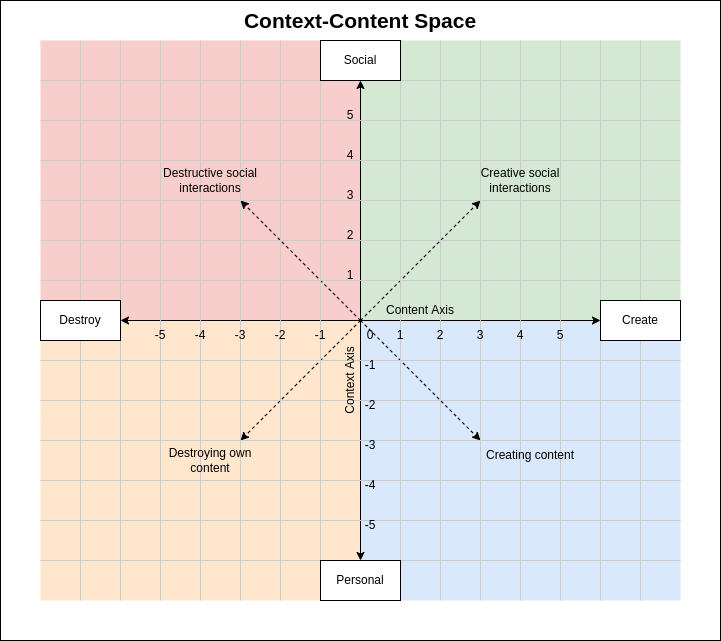 Context-Content Space
Social
5
4
Destructive social
interactions
Creative social
interactions
3
2
1
Content Axis
Destroy
Create
-5 -4 -3 -2 -1 0 1 2 3 4 5
Context Axis
-1
-2
-3
Destroying own
content
Creating content
-4
-5
Personal